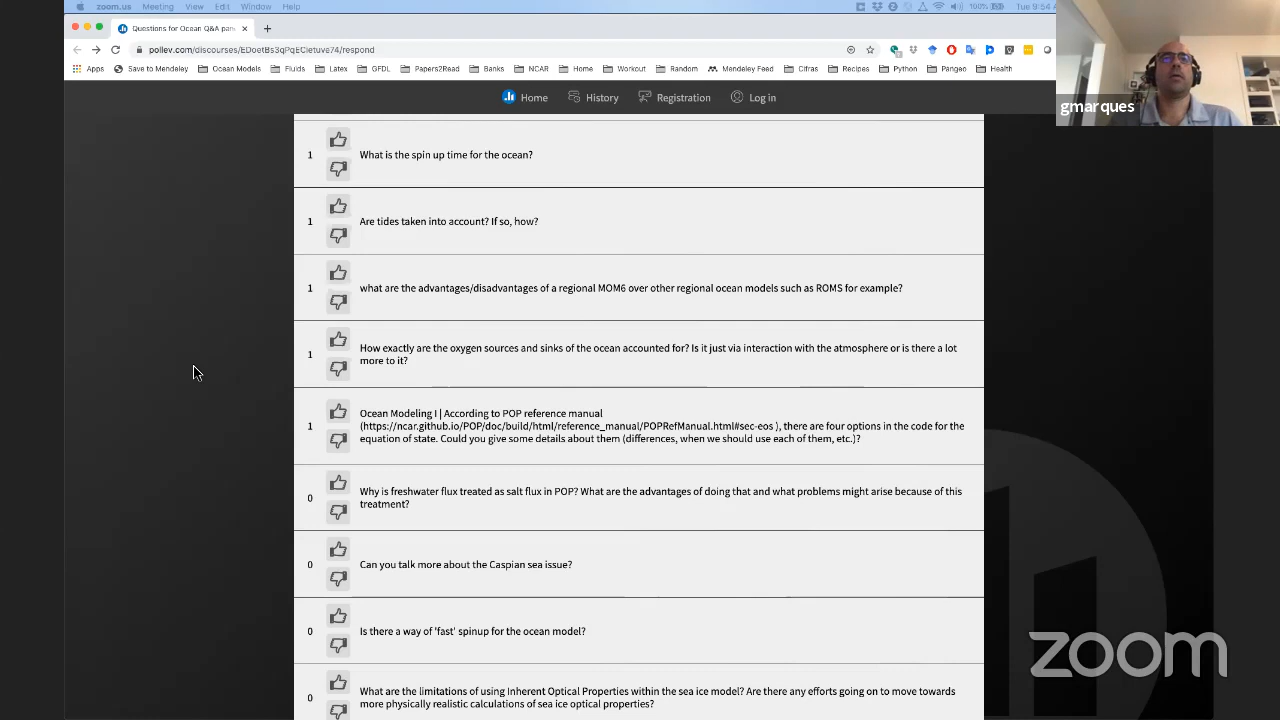 zoom.us Meeting View Edit Window Help
100%
Tue 9:54
Questions for Ocean Q&A pan
pollev.com/discourses/EDoetBs3qPqECietuve74/respond
Apps Save to Mendeley Ocean Models Fluids Latex GFDL Papers2Read Banks NCAR Home Workout Random Mendeley Feed Cifras Recipes Python Pangeo Health
gmarques
Home History Registration Log in
1 What is the spin up time for the ocean?
1 Are tides taken into account? If so, how?
1 what are the advantages/disadvantages of a regional MOM6 over other regional ocean models such as ROMS for example?
1 How exactly are the oxygen sources and sinks of the ocean accounted for? Is it just via interaction with the atmosphere or is there a lot
more to it?
Ocean Modeling I | According to POP reference manual
1 (https://ncar.github.io/POP/doc/build/html/reference_manual/POPRefManual.html#sec-eos ), there are four options in the code for the
equation of state. Could you give some details about them (differences, when we should use each of them, etc.)?
0 Why is freshwater flux treated as salt flux in POP? What are the advantages of doing that and what problems might arise because of this
treatment?
0 Can you talk more about the Caspian sea issue?
0 Is there a way of 'fast' spinup for the ocean model?
0 What are the limitations of using Inherent Optical Properties within the sea ice model? Are there any efforts going on to move towards
more physically realistic calculations of sea ice optical properties?
zoom